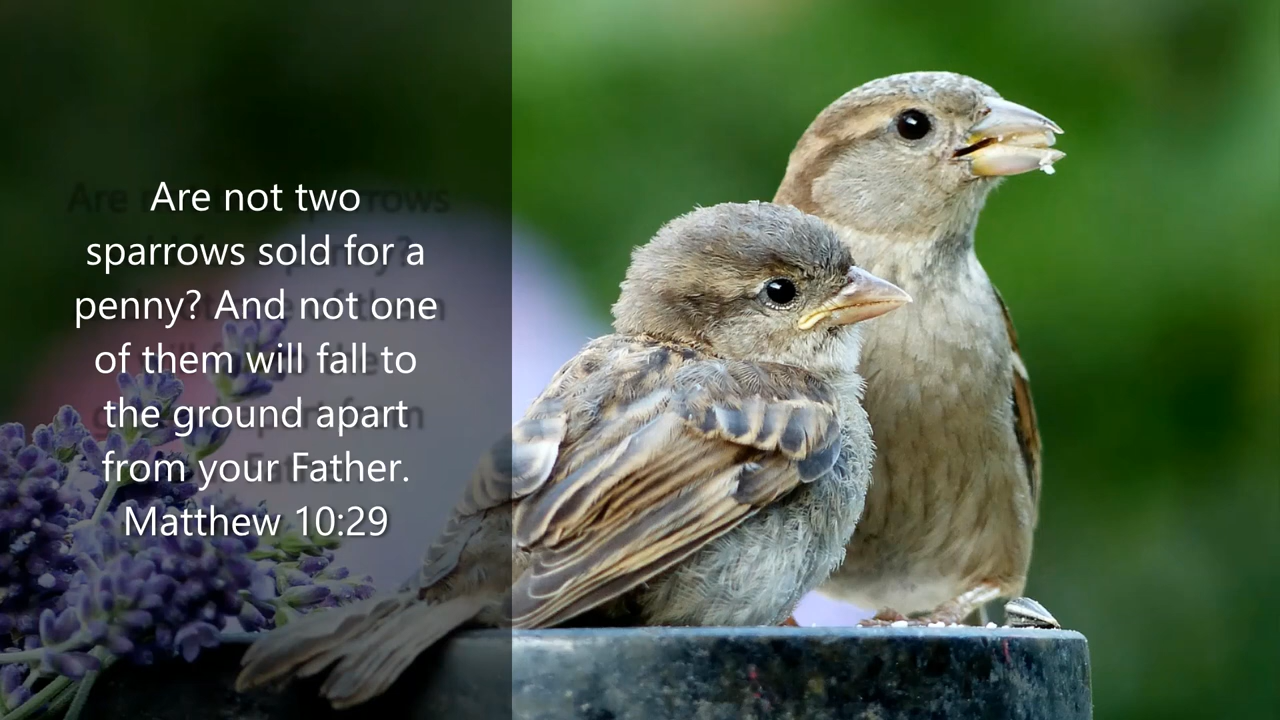 Are not two
sparrows sold for a
penny? And not one
of them will fall to
the ground apart
from your Father.
Matthew 10:29